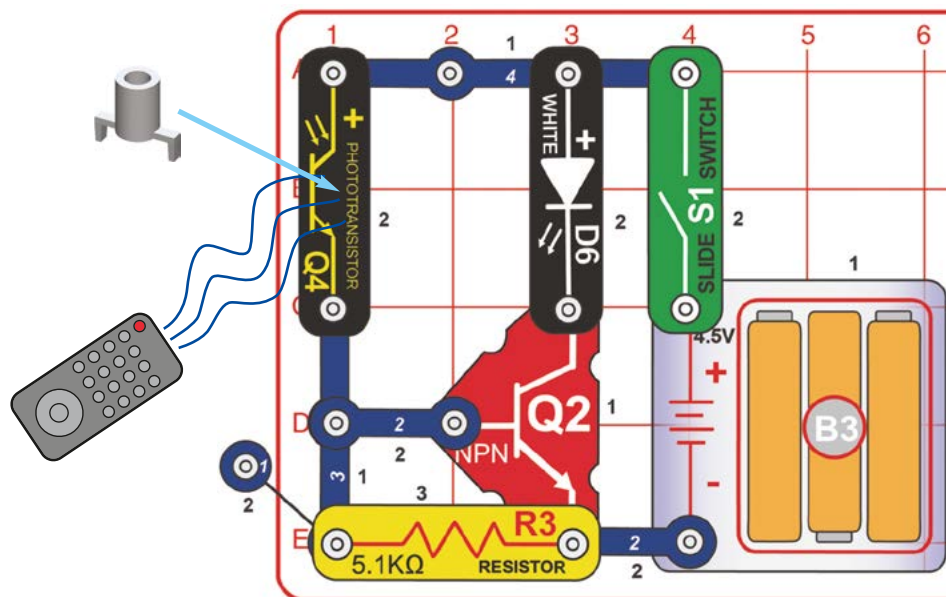 1 2 3 4 5 6
A
1
4
+
PHOTOTRANSISTOR
Q4
2
WHITE
+
D6
2
SLIDE SWITCH
S1
2
1
4.5V
+
-
B3
C
D
2
2
NPN
Q2
1
1
2
3
1
3
E
R3
5.1KΩ
RESISTOR
2
2